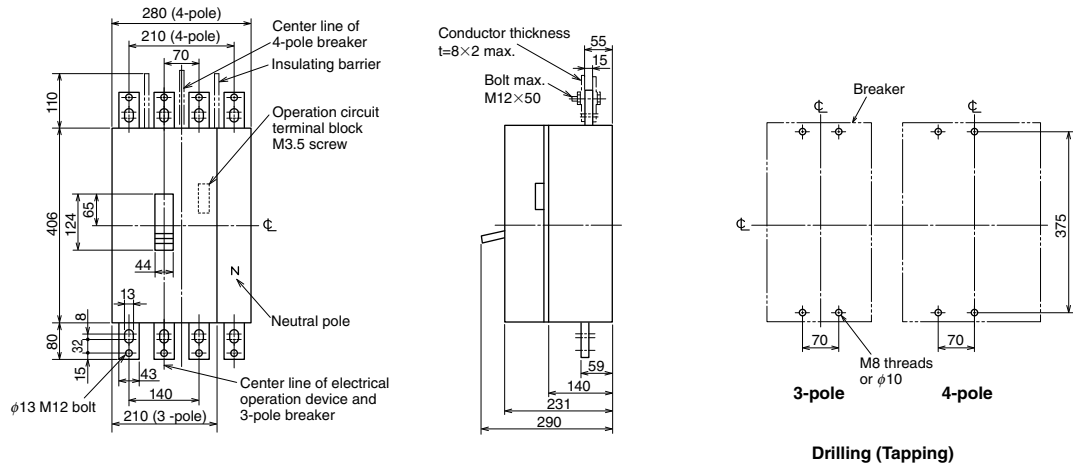 280 (4-pole)
210 (4-pole)
70
Center line of
4-pole breaker
Insulating barrier
110
Operation circuit
terminal block
M3.5 screw
406
124
65
℄
44
N
13
Neutral pole
8
80
32
15
43
140
φ13 M12 bolt
210 (3 -pole)
Center line of electrical
operation device and
3-pole breaker
Conductor thickness
t=8×2 max.
55
15
Bolt max.
M12×50
59
140
231
290
Breaker
℄
℄
℄
375
70
70
M8 threads
or φ10
3-pole
4-pole
Drilling (Tapping)